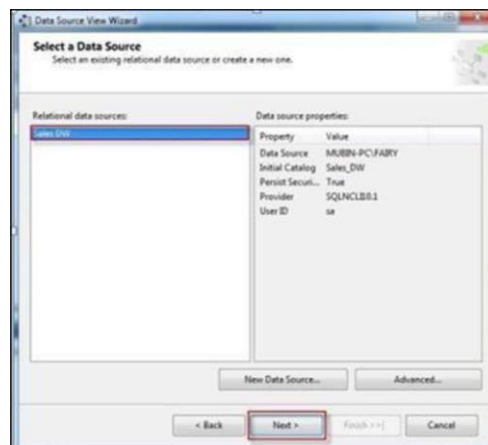 Data Source View Wizard
Select a Data Source
Select an existing relational data source or create a new one.
Relational data sources:
Sales DW
Data source properties:
Property Value
Data Source MUBIN-PC\FAIRY
Initial Catalog Sales_DW
Persist Securi... True
Provider SQLNCLI10.1
User ID sa
New Data Source...
Advanced...
< Back
Next >
Finish >>|
Cancel